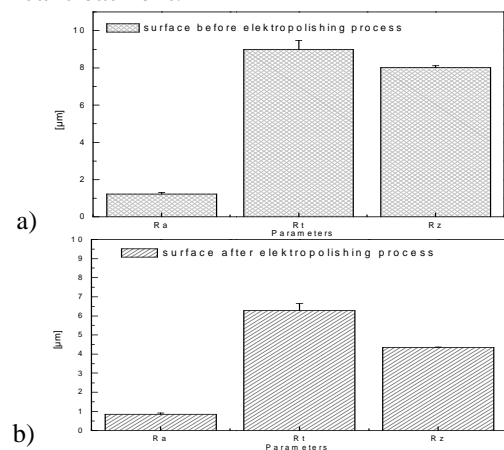 surface before elektropolishing process
8
6
4
2
0
[µm]
Ra Rt Rz
Parameters
a)
10
9
8
7
6
5
4
3
2
1
0
[µm]
surface after elektropolishing process
Ra Rt Rz
Parameters
b)